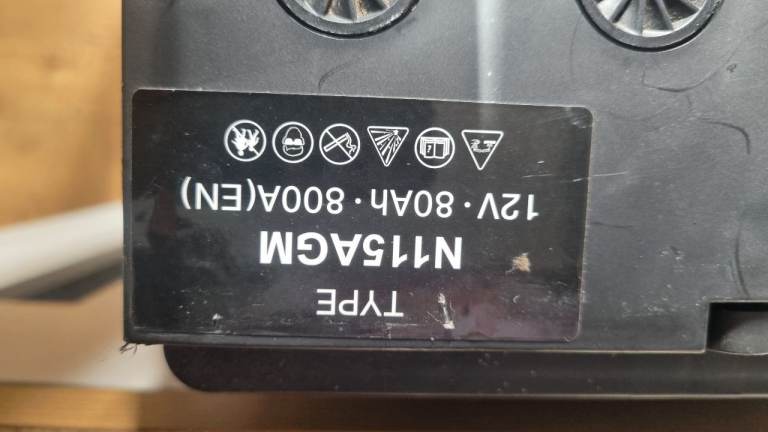 TYPE
N115AGM
12V · 80Ah · 800A(EN)